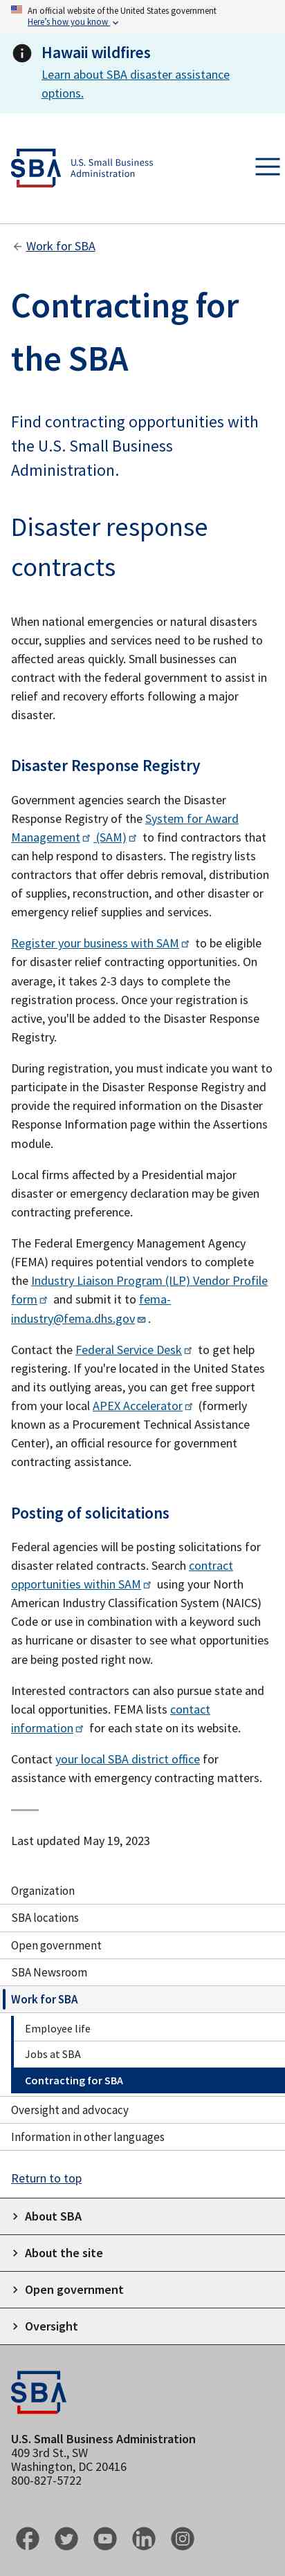 An official website of the United States government
Here's how you know
Hawaii wildfires
Learn about SBA disaster assistance
options.
SBA
U.S. Small Business
Administration
Work for SBA
Contracting for
the SBA
Find contracting opportunities with
the U.S. Small Business
Administration.
Disaster response
contracts
When national emergencies or natural disasters
occur, supplies and services need to be rushed to
affected areas quickly. Small businesses can
contract with the federal government to assist in
relief and recovery efforts following a major
disaster.
Disaster Response Registry
Government agencies search the Disaster
Response Registry of the System for Award
Management (SAM) to find contractors that
can help respond to disasters. The registry lists
contractors that offer debris removal, distribution
of supplies, reconstruction, and other disaster or
emergency relief supplies and services.
Register your business with SAM to be eligible
for disaster relief contracting opportunities. On
average, it takes 2-3 days to complete the
registration process. Once your registration is
active, you'll be added to the Disaster Response
Registry.
During registration, you must indicate you want to
participate in the Disaster Response Registry and
provide the required information on the Disaster
Response Information page within the Assertions
module.
Local firms affected by a Presidential major
disaster or emergency declaration may be given
contracting preference.
The Federal Emergency Management Agency
(FEMA) requires potential vendors to complete
the Industry Liaison Program (ILP) Vendor Profile
form and submit it to fema-
industry@fema.dhs.gov.
Contact the Federal Service Desk to get help
registering. If you're located in the United States
and its outlying areas, you can get free support
from your local APEX Accelerator (formerly
known as a Procurement Technical Assistance
Center), an official resource for government
contracting assistance.
Posting of solicitations
Federal agencies will be posting solicitations for
disaster related contracts. Search contract
opportunities within SAM using your North
American Industry Classification System (NAICS)
Code or use in combination with a keyword such
as hurricane or disaster to see what opportunities
are being posted right now.
Interested contractors can also pursue state and
local opportunities. FEMA lists contact
information for each state on its website.
Contact your local SBA district office for
assistance with emergency contracting matters.
Last updated May 19, 2023
Organization
SBA locations
Open government
SBA Newsroom
Work for SBA
Employee life
Jobs at SBA
Contracting for SBA
Oversight and advocacy
Information in other languages
Return to top
About SBA
About the site
Open government
Oversight
SBA
U.S. Small Business Administration
409 3rd St., SW
Washington, DC 20416
800-827-5722